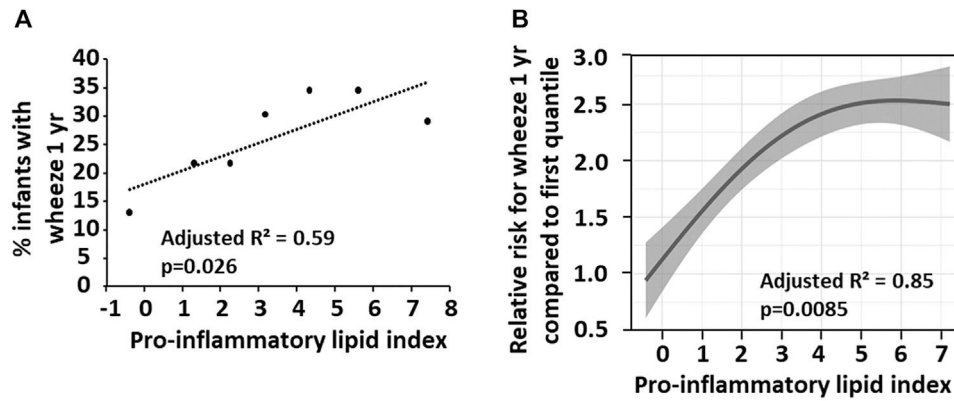 A
% infants with
wheeze 1 yr
40
35
30
25
20
15
10
5
0
-1 0 1 2 3 4 5 6 7 8
Adjusted R² = 0.59
p=0.026
Pro-inflammatory lipid index
B
Relative risk for wheeze 1 yr
compared to first quantile
3.0
2.5
2.0
1.5
1.0
0.5
0 1 2 3 4 5 6 7
Adjusted R² = 0.85
p=0.0085
Pro-inflammatory lipid index